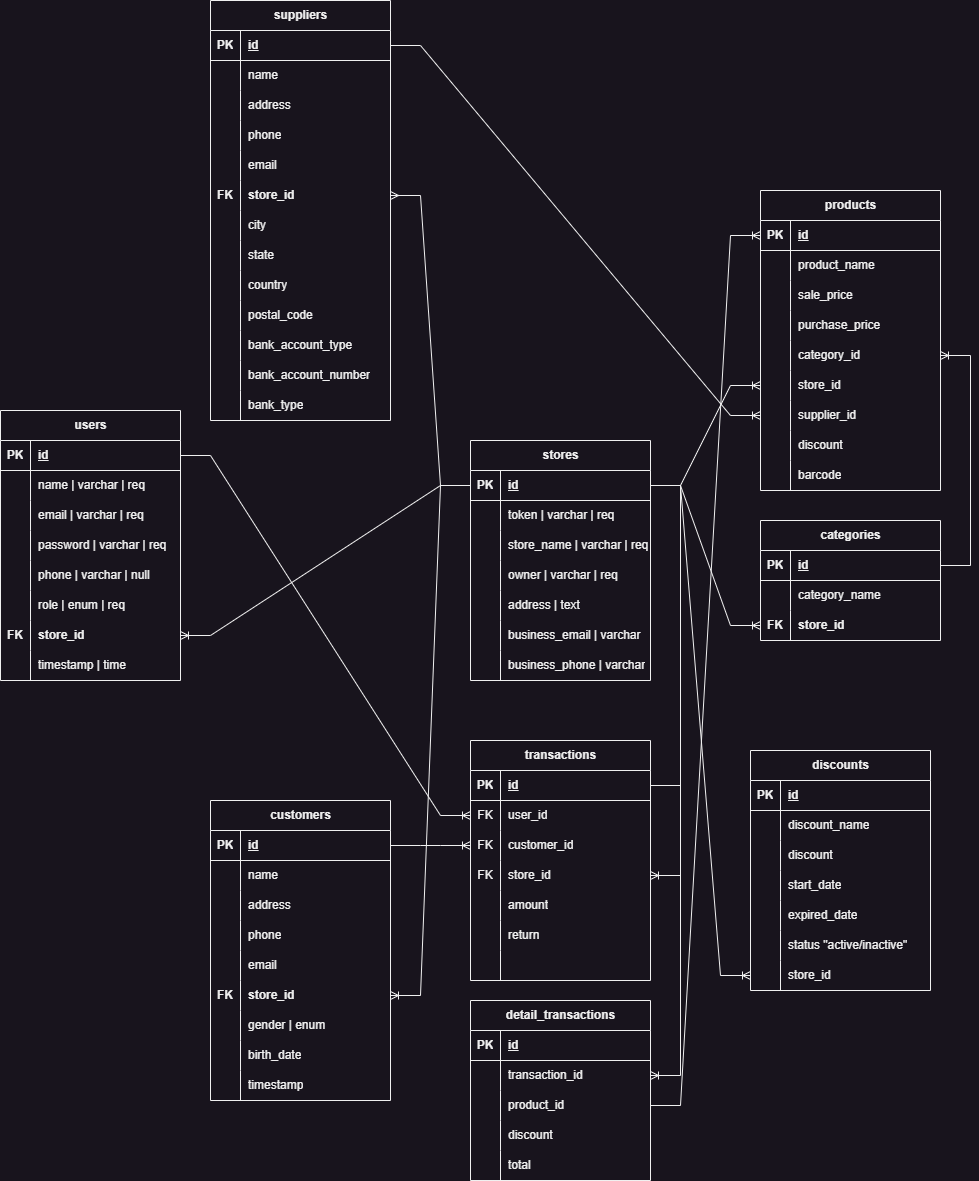 suppliers
PK id
name
address
phone
email
FK store_id
city
state
country
postal_code
bank_account_type
bank_account_number
bank_type
users
PK id
name | varchar | req
email | varchar | req
password | varchar | req
phone | varchar | null
role | enum | req
FK store_id
timestamp | time
stores
PK id
token | varchar | req
store_name | varchar | req
owner | varchar | req
address | text
business_email | varchar
business_phone | varchar
products
PK id
product_name
sale_price
purchase_price
category_id
store_id
supplier_id
discount
barcode
categories
PK id
category_name
FK store_id
customers
PK id
name
address
phone
email
FK store_id
gender | enum
birth_date
timestamp
transactions
PK id
FK user_id
FK customer_id
FK store_id
amount
return
discounts
PK id
discount_name
discount
start_date
expired_date
status "active/inactive"
store_id
detail_transactions
PK id
transaction_id
product_id
discount
total